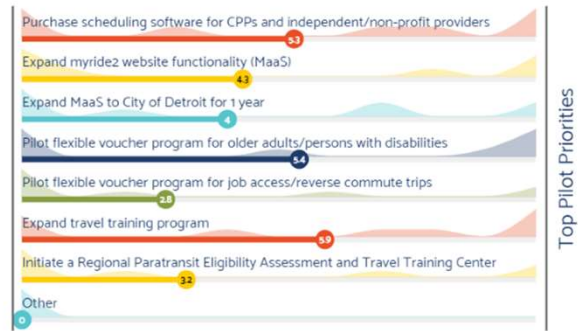 Purchase scheduling software for CPPs and independent/non-profit providers
5.3
Expand myride2 website functionality (MaaS)
4.3
Expand MaaS to City of Detroit for 1 year
4
Pilot flexible voucher program for older adults/persons with disabilities
5.4
Pilot flexible voucher program for job access/reverse commute trips
2.8
Expand travel training program
5.9
Initiate a Regional Paratransit Eligibility Assessment and Travel Training Center
3.2
Other
0
Top Pilot Priorities